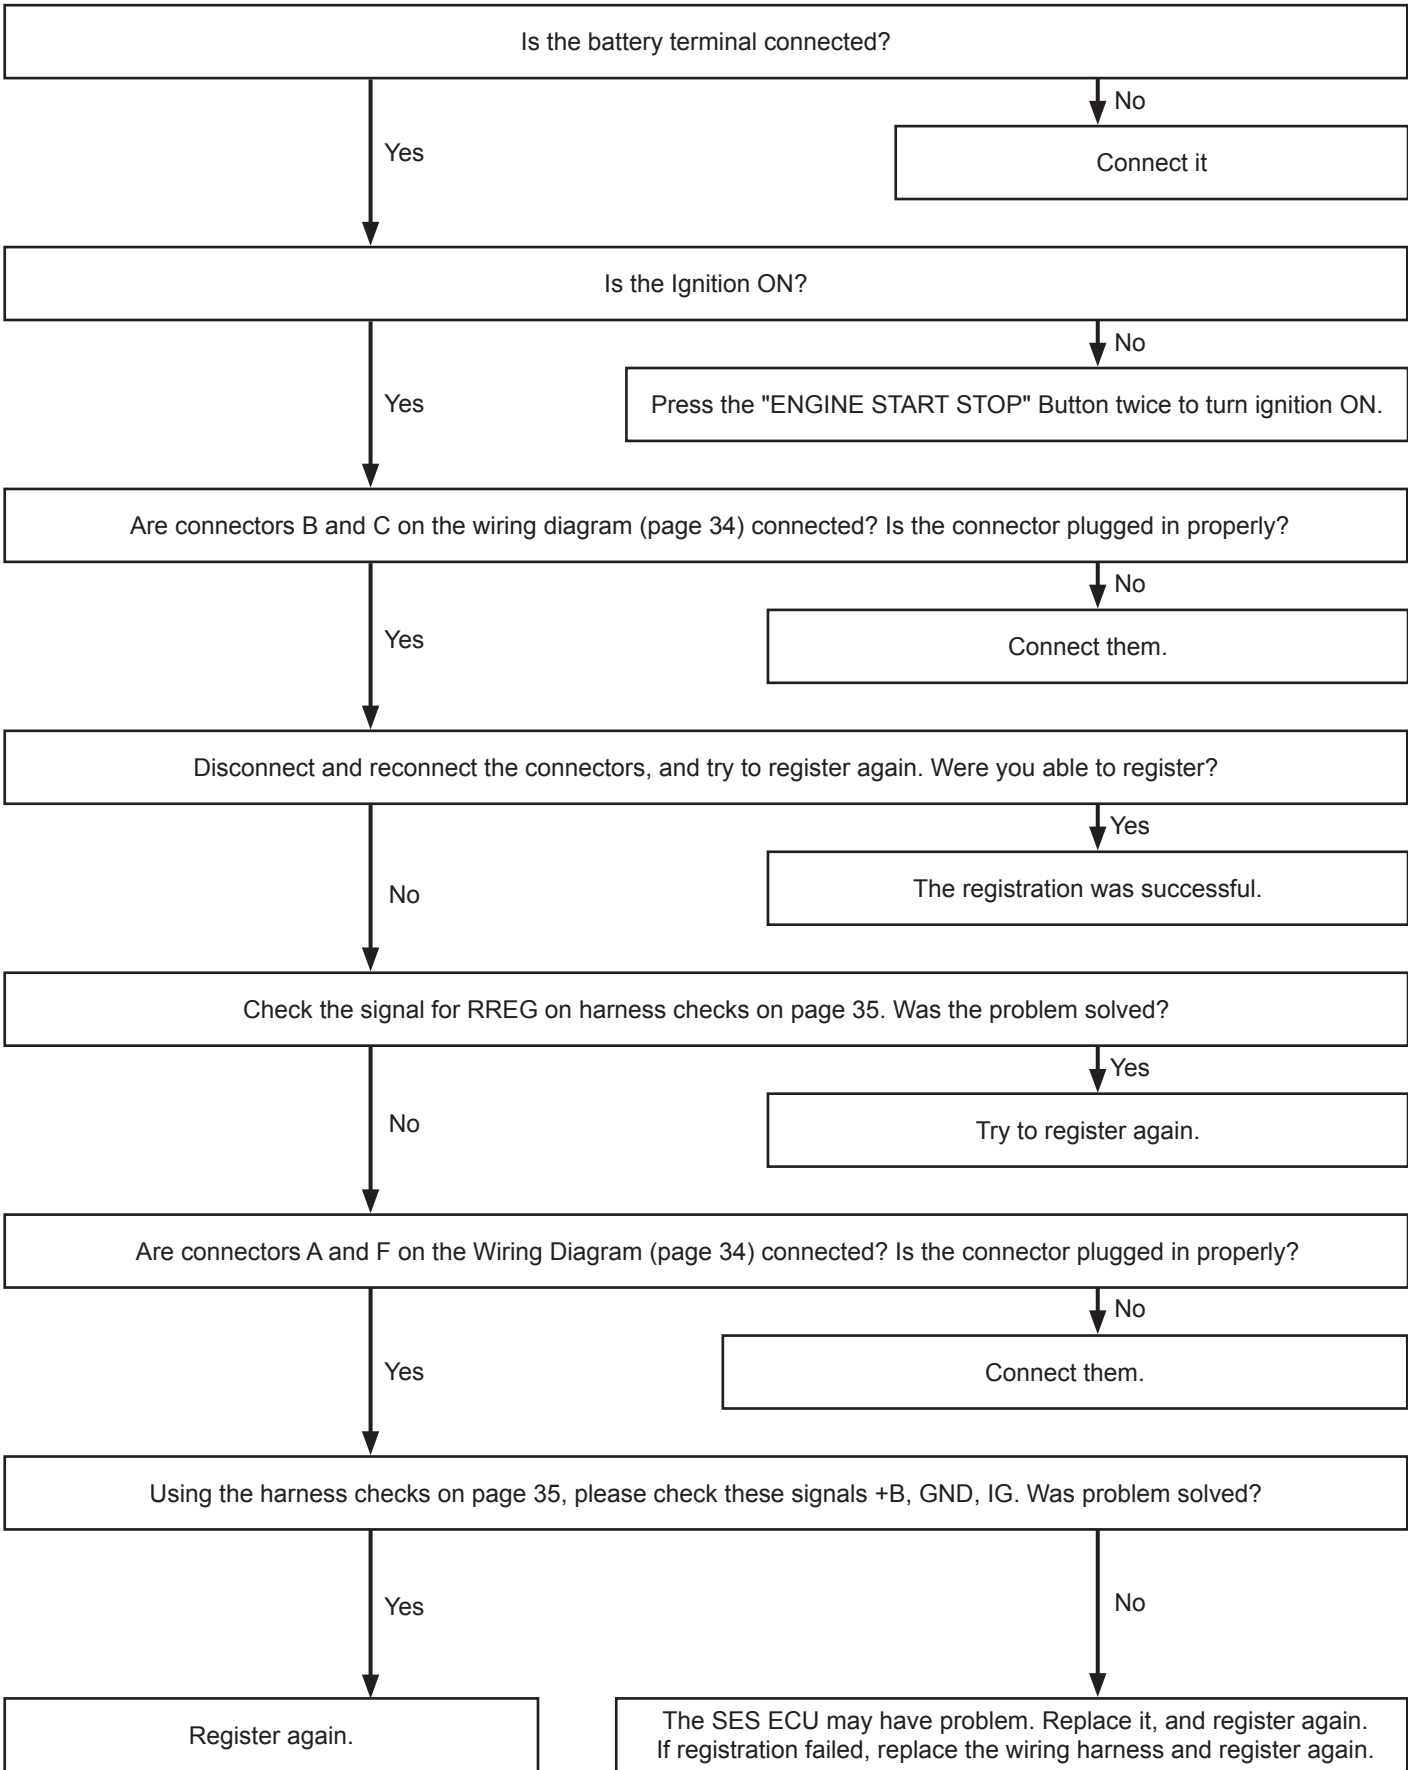 Is the battery terminal connected?
No
Yes
Connect it
Is the Ignition ON?
No
Yes
Press the "ENGINE START STOP" Button twice to turn ignition ON.
Are connectors B and C on the wiring diagram (page 34) connected? Is the connector plugged in properly?
No
Yes
Connect them.
Disconnect and reconnect the connectors, and try to register again. Were you able to register?
Yes
No
The registration was successful.
Check the signal for RREG on harness checks on page 35. Was the problem solved?
Yes
No
Try to register again.
Are connectors A and F on the Wiring Diagram (page 34) connected? Is the connector plugged in properly?
No
Yes
Connect them.
Using the harness checks on page 35, please check these signals +B, GND, IG. Was problem solved?
Yes
No
Register again.
The SES ECU may have problem. Replace it, and register again.
If registration failed, replace the wiring harness and register again.